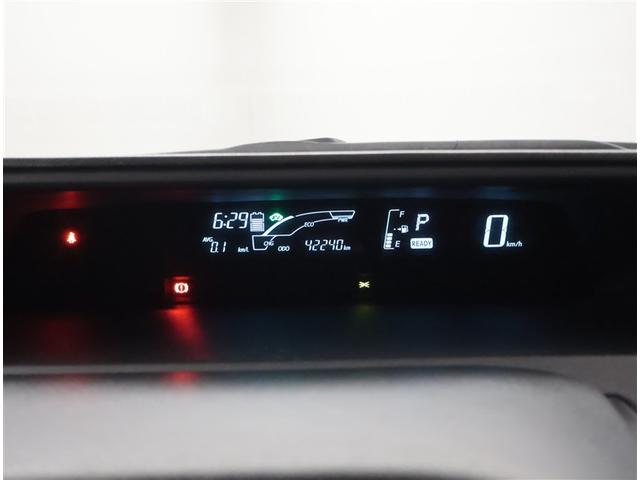 6:29 ECO PWR
AVG 0.1 km/L CHG ODO 42240 km
F
E
P
READY
0 km/h